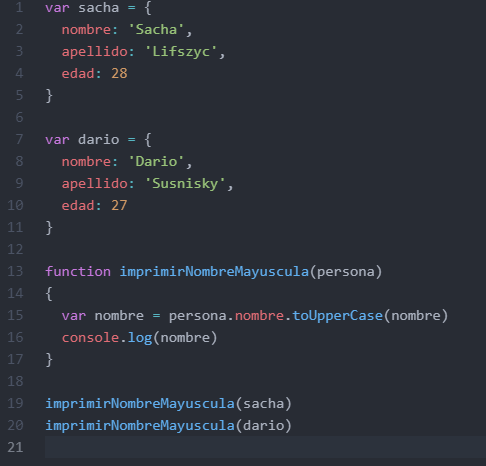 1 var sacha = {
2   nombre: 'Sacha',
3   apellido: 'Lifszyc',
4   edad: 28
5 }
6
7 var dario = {
8   nombre: 'Dario',
9   apellido: 'Susnisky',
10   edad: 27
11 }
12
13 function imprimirNombreMayuscula(persona)
14 {
15   var nombre = persona.nombre.toUpperCase(nombre)
16   console.log(nombre)
17 }
18
19 imprimirNombreMayuscula(sacha)
20 imprimirNombreMayuscula(dario)
21